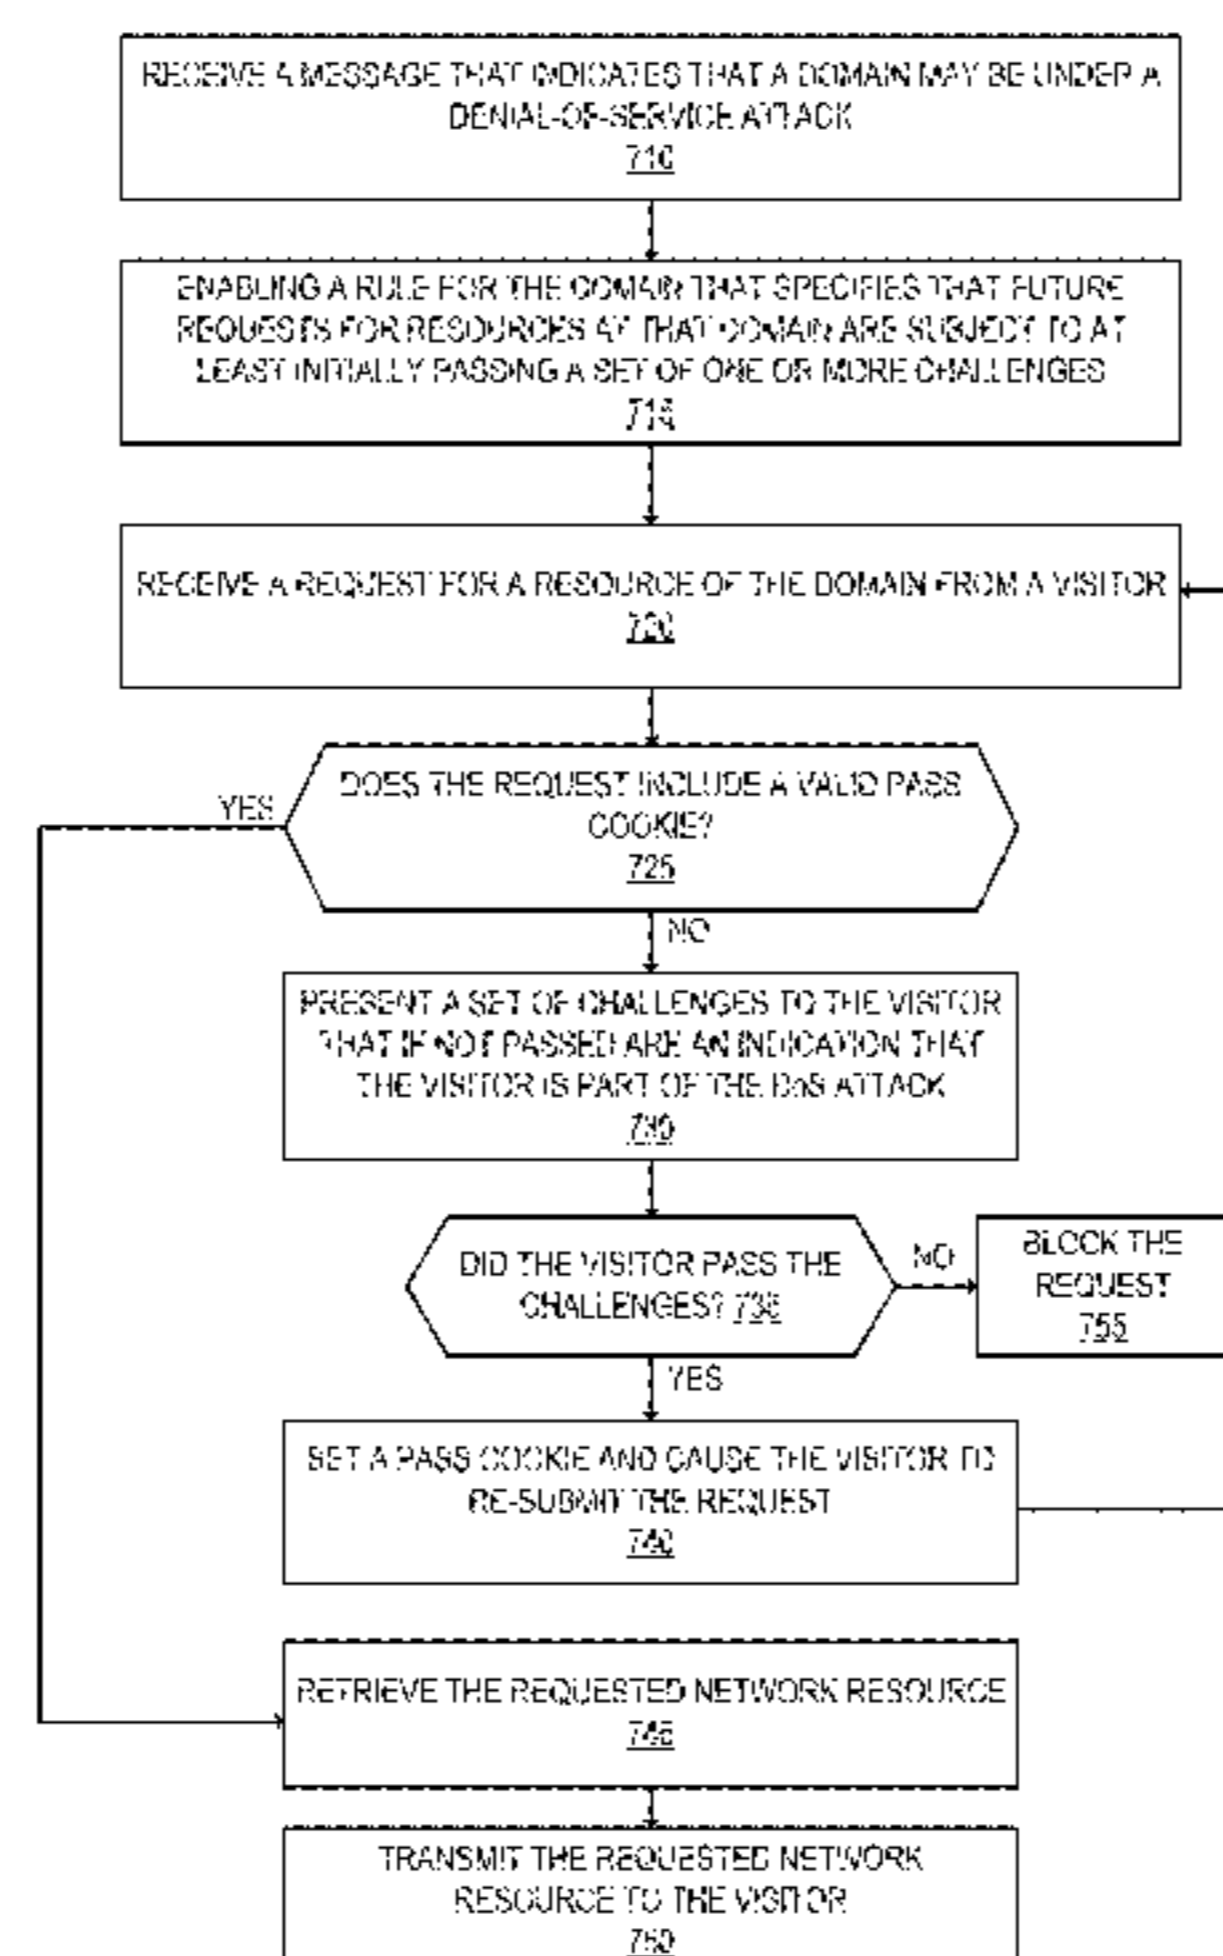 RECEIVE A MESSAGE THAT INDICATES THAT A DOMAIN MAY BE UNDER A
DENIAL-OF-SERVICE ATTACK
710
ENABLING A RULE FOR THE DOMAIN THAT SPECIFIES THAT FUTURE
REQUESTS FOR RESOURCES AT THAT DOMAIN ARE SUBJECT TO AT
LEAST INITIALLY PASSING A SET OF ONE OR MORE CHALLENGES
715
RECEIVE A REQUEST FOR A RESOURCE OF THE DOMAIN FROM A VISITOR
720
DOES THE REQUEST INCLUDE A VALID PASS
COOKIE?
725
YES
NO
PRESENT A SET OF CHALLENGES TO THE VISITOR
THAT IF NOT PASSED ARE AN INDICATION THAT
THE VISITOR IS PART OF THE DoS ATTACK
730
DID THE VISITOR PASS THE
CHALLENGES? 735
NO
BLOCK THE
REQUEST
755
YES
SET A PASS COOKIE AND CAUSE THE VISITOR TO
RE-SUBMIT THE REQUEST
740
RETRIEVE THE REQUESTED NETWORK RESOURCE
745
TRANSMIT THE REQUESTED NETWORK
RESOURCE TO THE VISITOR
750